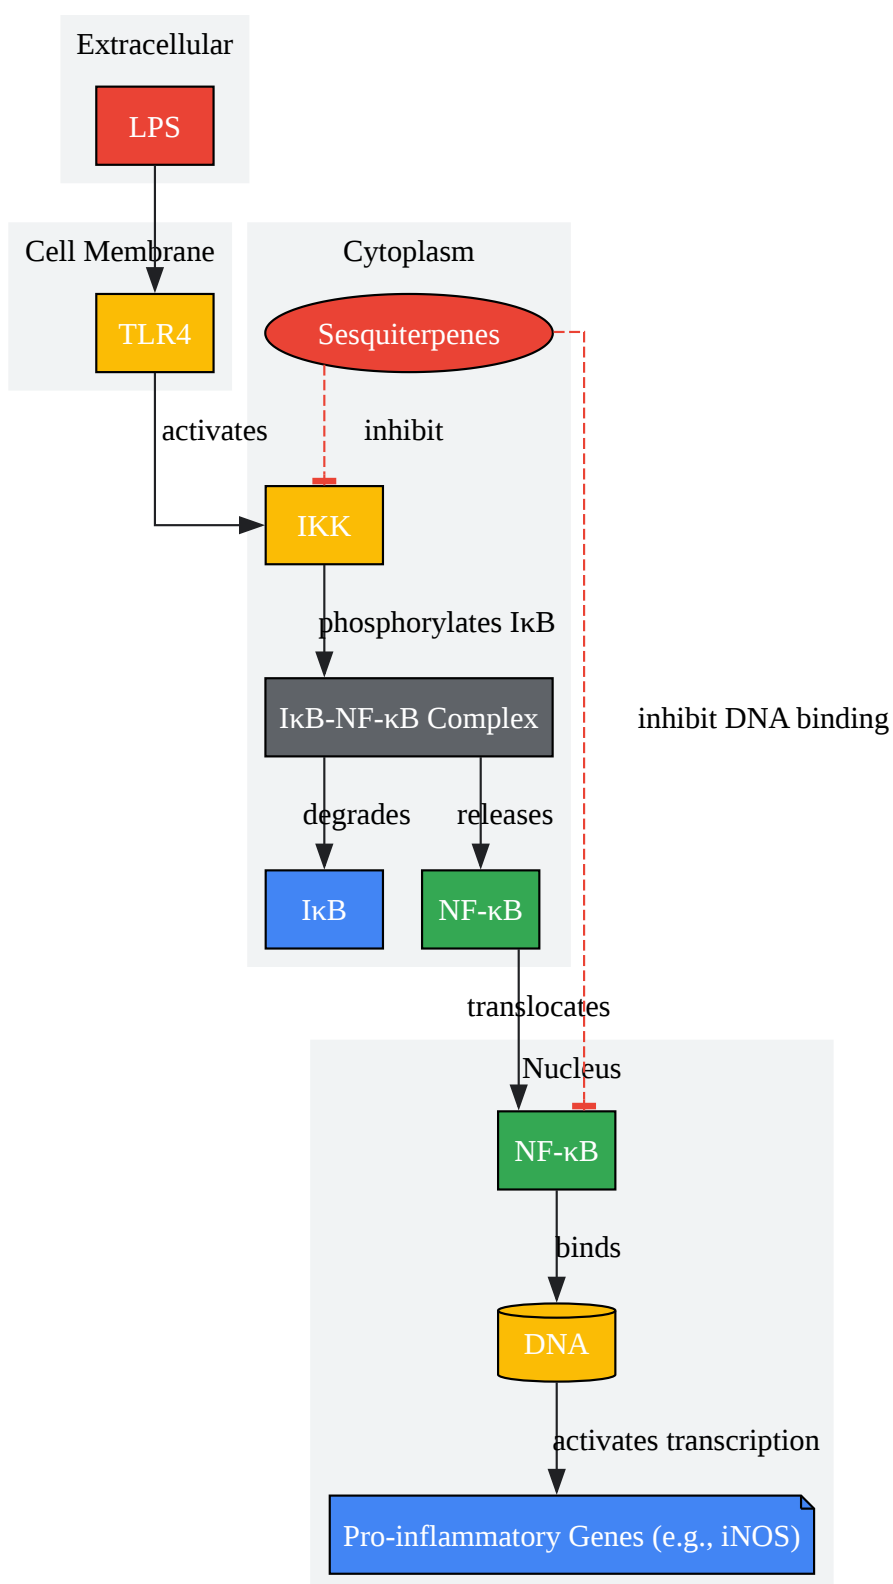 Extracellular
LPS
Cell Membrane
Cytoplasm
TLR4
Sesquiterpenes
activates
inhibit
IKK
phosphorylates IκB
IκB-NF-κB Complex
inhibit DNA binding
degrades
releases
IκB
NF-κB
translocates
Nucleus
NF-κB
binds
DNA
activates transcription
Pro-inflammatory Genes (e.g., iNOS)